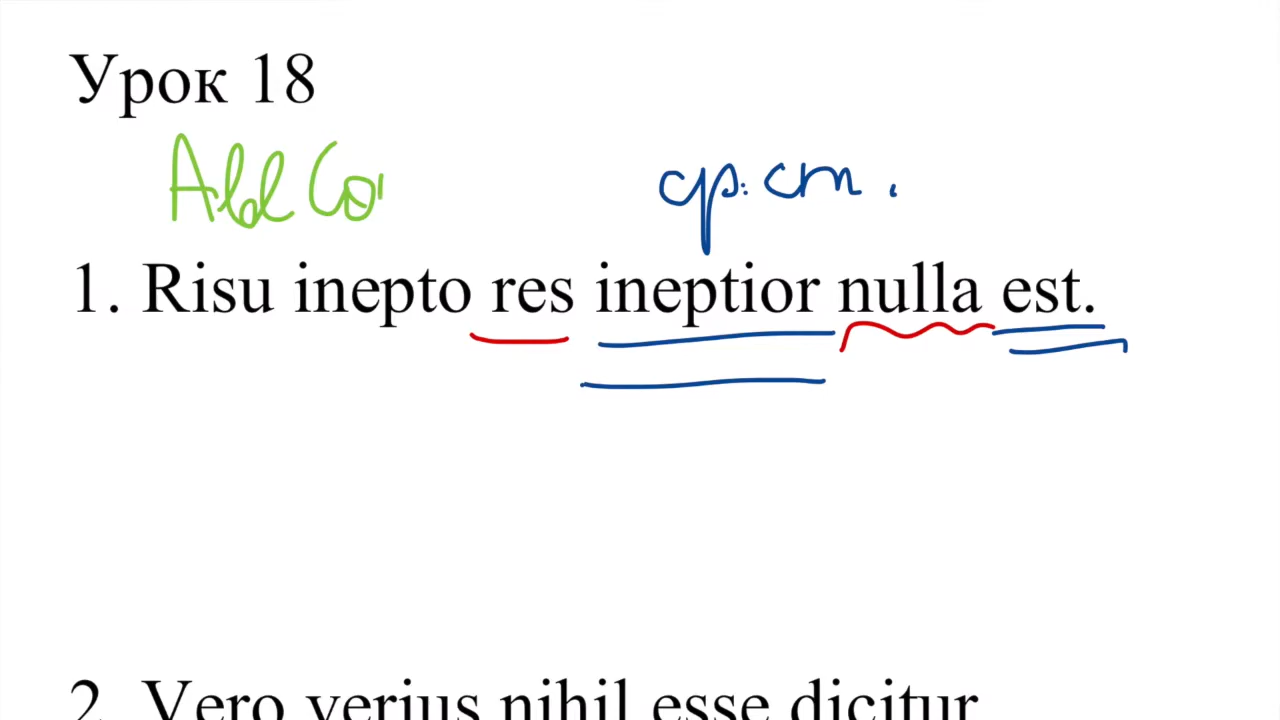 Урок 18
Abl Co
ср. ст.
1. Risu inepto res ineptior nulla est.
2. Vero verius nihil esse dicitur